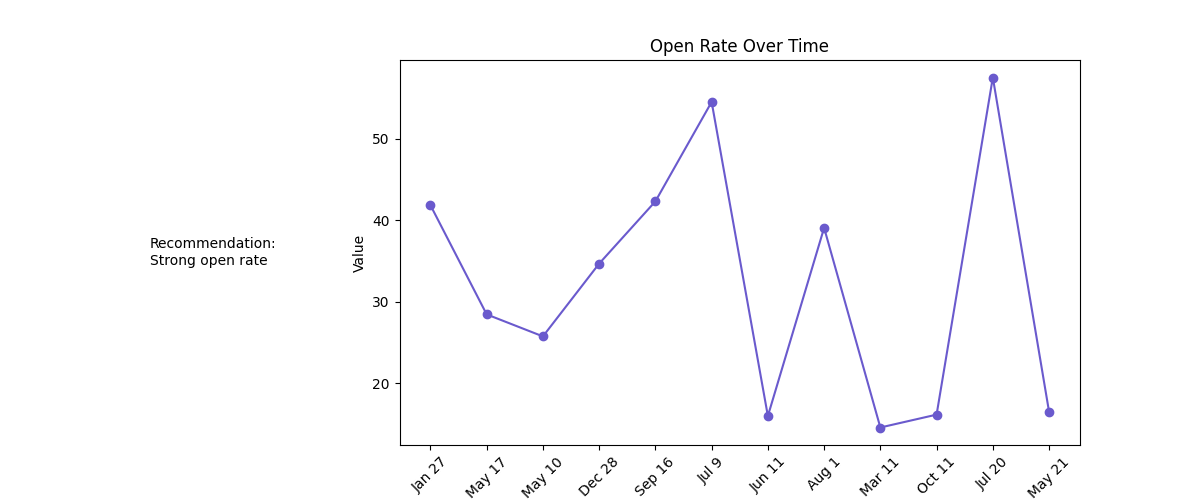 Open Rate Over Time
Recommendation:
Strong open rate
Value
50
40
30
20
Jan 27
May 17
May 10
Dec 28
Sep 16
Jul 9
Jun 11
Aug 1
Mar 11
Oct 11
Jul 20
May 21